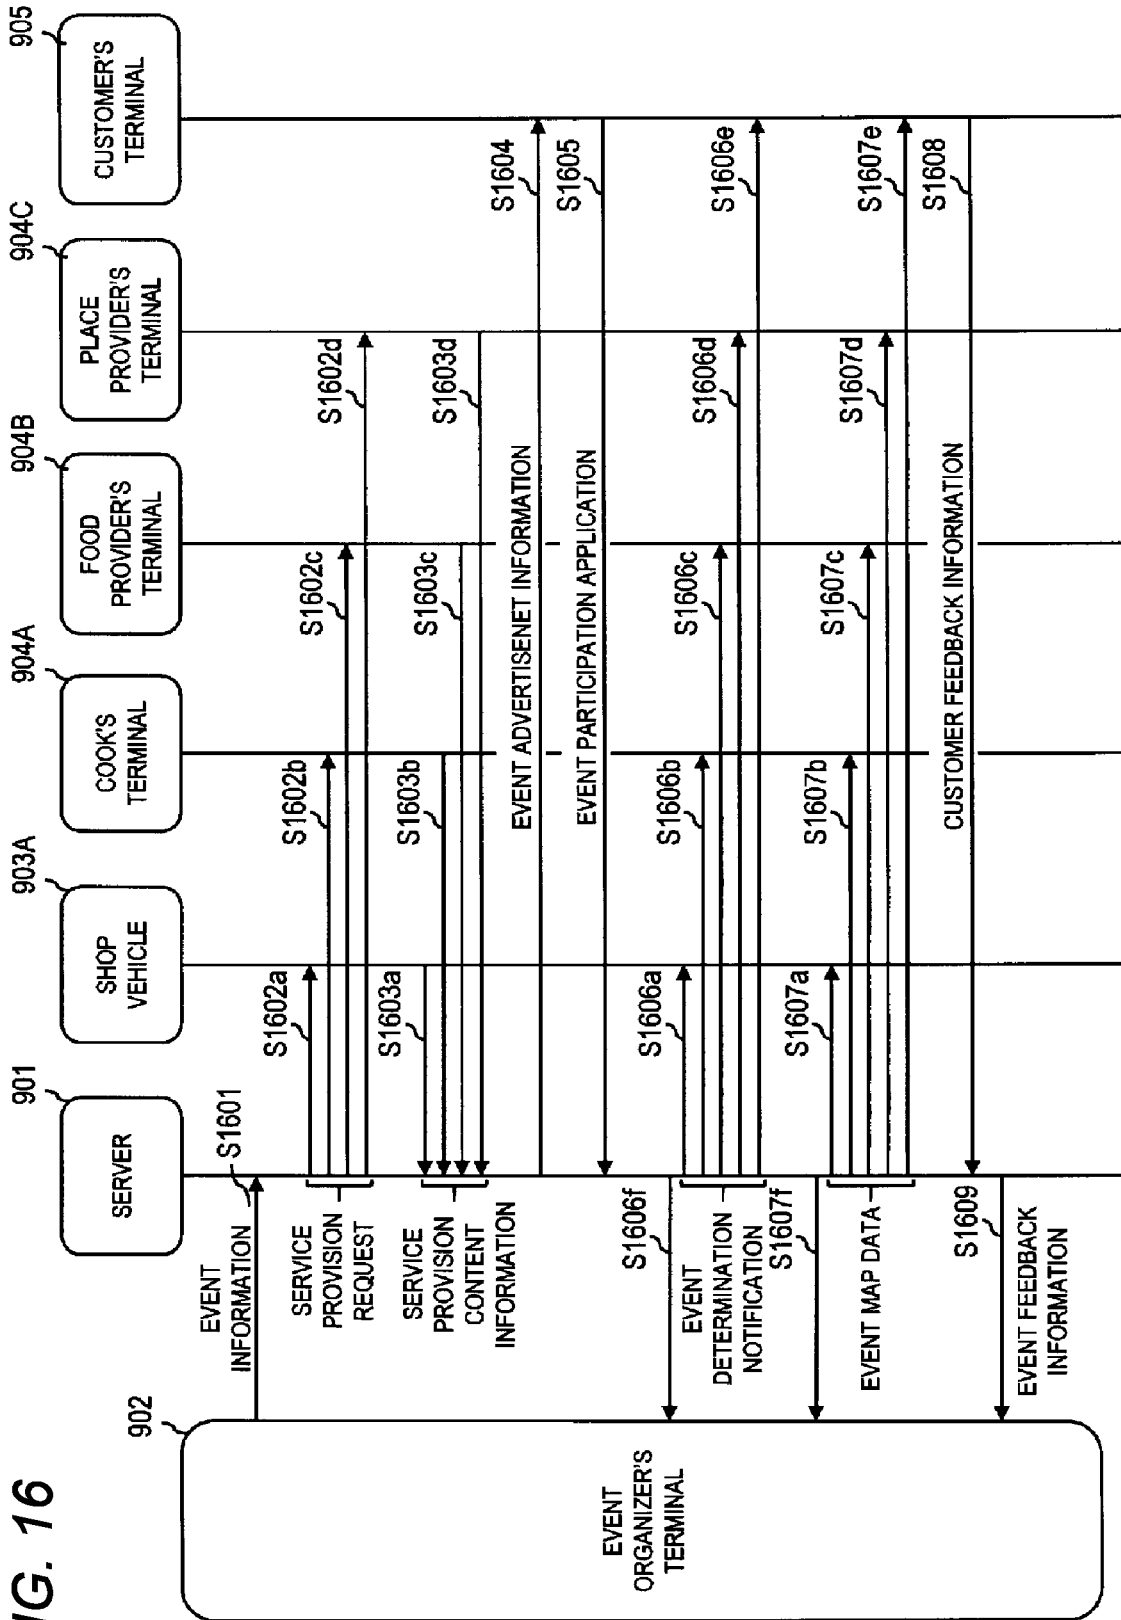 FIG. 16
902
EVENT
ORGANIZER'S
TERMINAL
901
SERVER
903A
SHOP
VEHICLE
904A
COOK'S
TERMINAL
904B
FOOD
PROVIDER'S
TERMINAL
904C
PLACE
PROVIDER'S
TERMINAL
905
CUSTOMER'S
TERMINAL
EVENT
INFORMATION
S1601
SERVICE
PROVISION
REQUEST
S1602a
S1602b
S1602c
S1602d
SERVICE
PROVISION
CONTENT
INFORMATION
S1603a
S1603b
S1603c
S1603d
EVENT ADVERTISENET INFORMATION
S1604
EVENT PARTICIPATION APPLICATION
S1605
S1606f
EVENT
DETERMINATION
NOTIFICATION
S1606a
S1606b
S1606c
S1606d
S1606e
S1607f
EVENT MAP DATA
S1607a
S1607b
S1607c
S1607d
S1607e
CUSTOMER FEEDBACK INFORMATION
S1608
S1609
EVENT FEEDBACK
INFORMATION